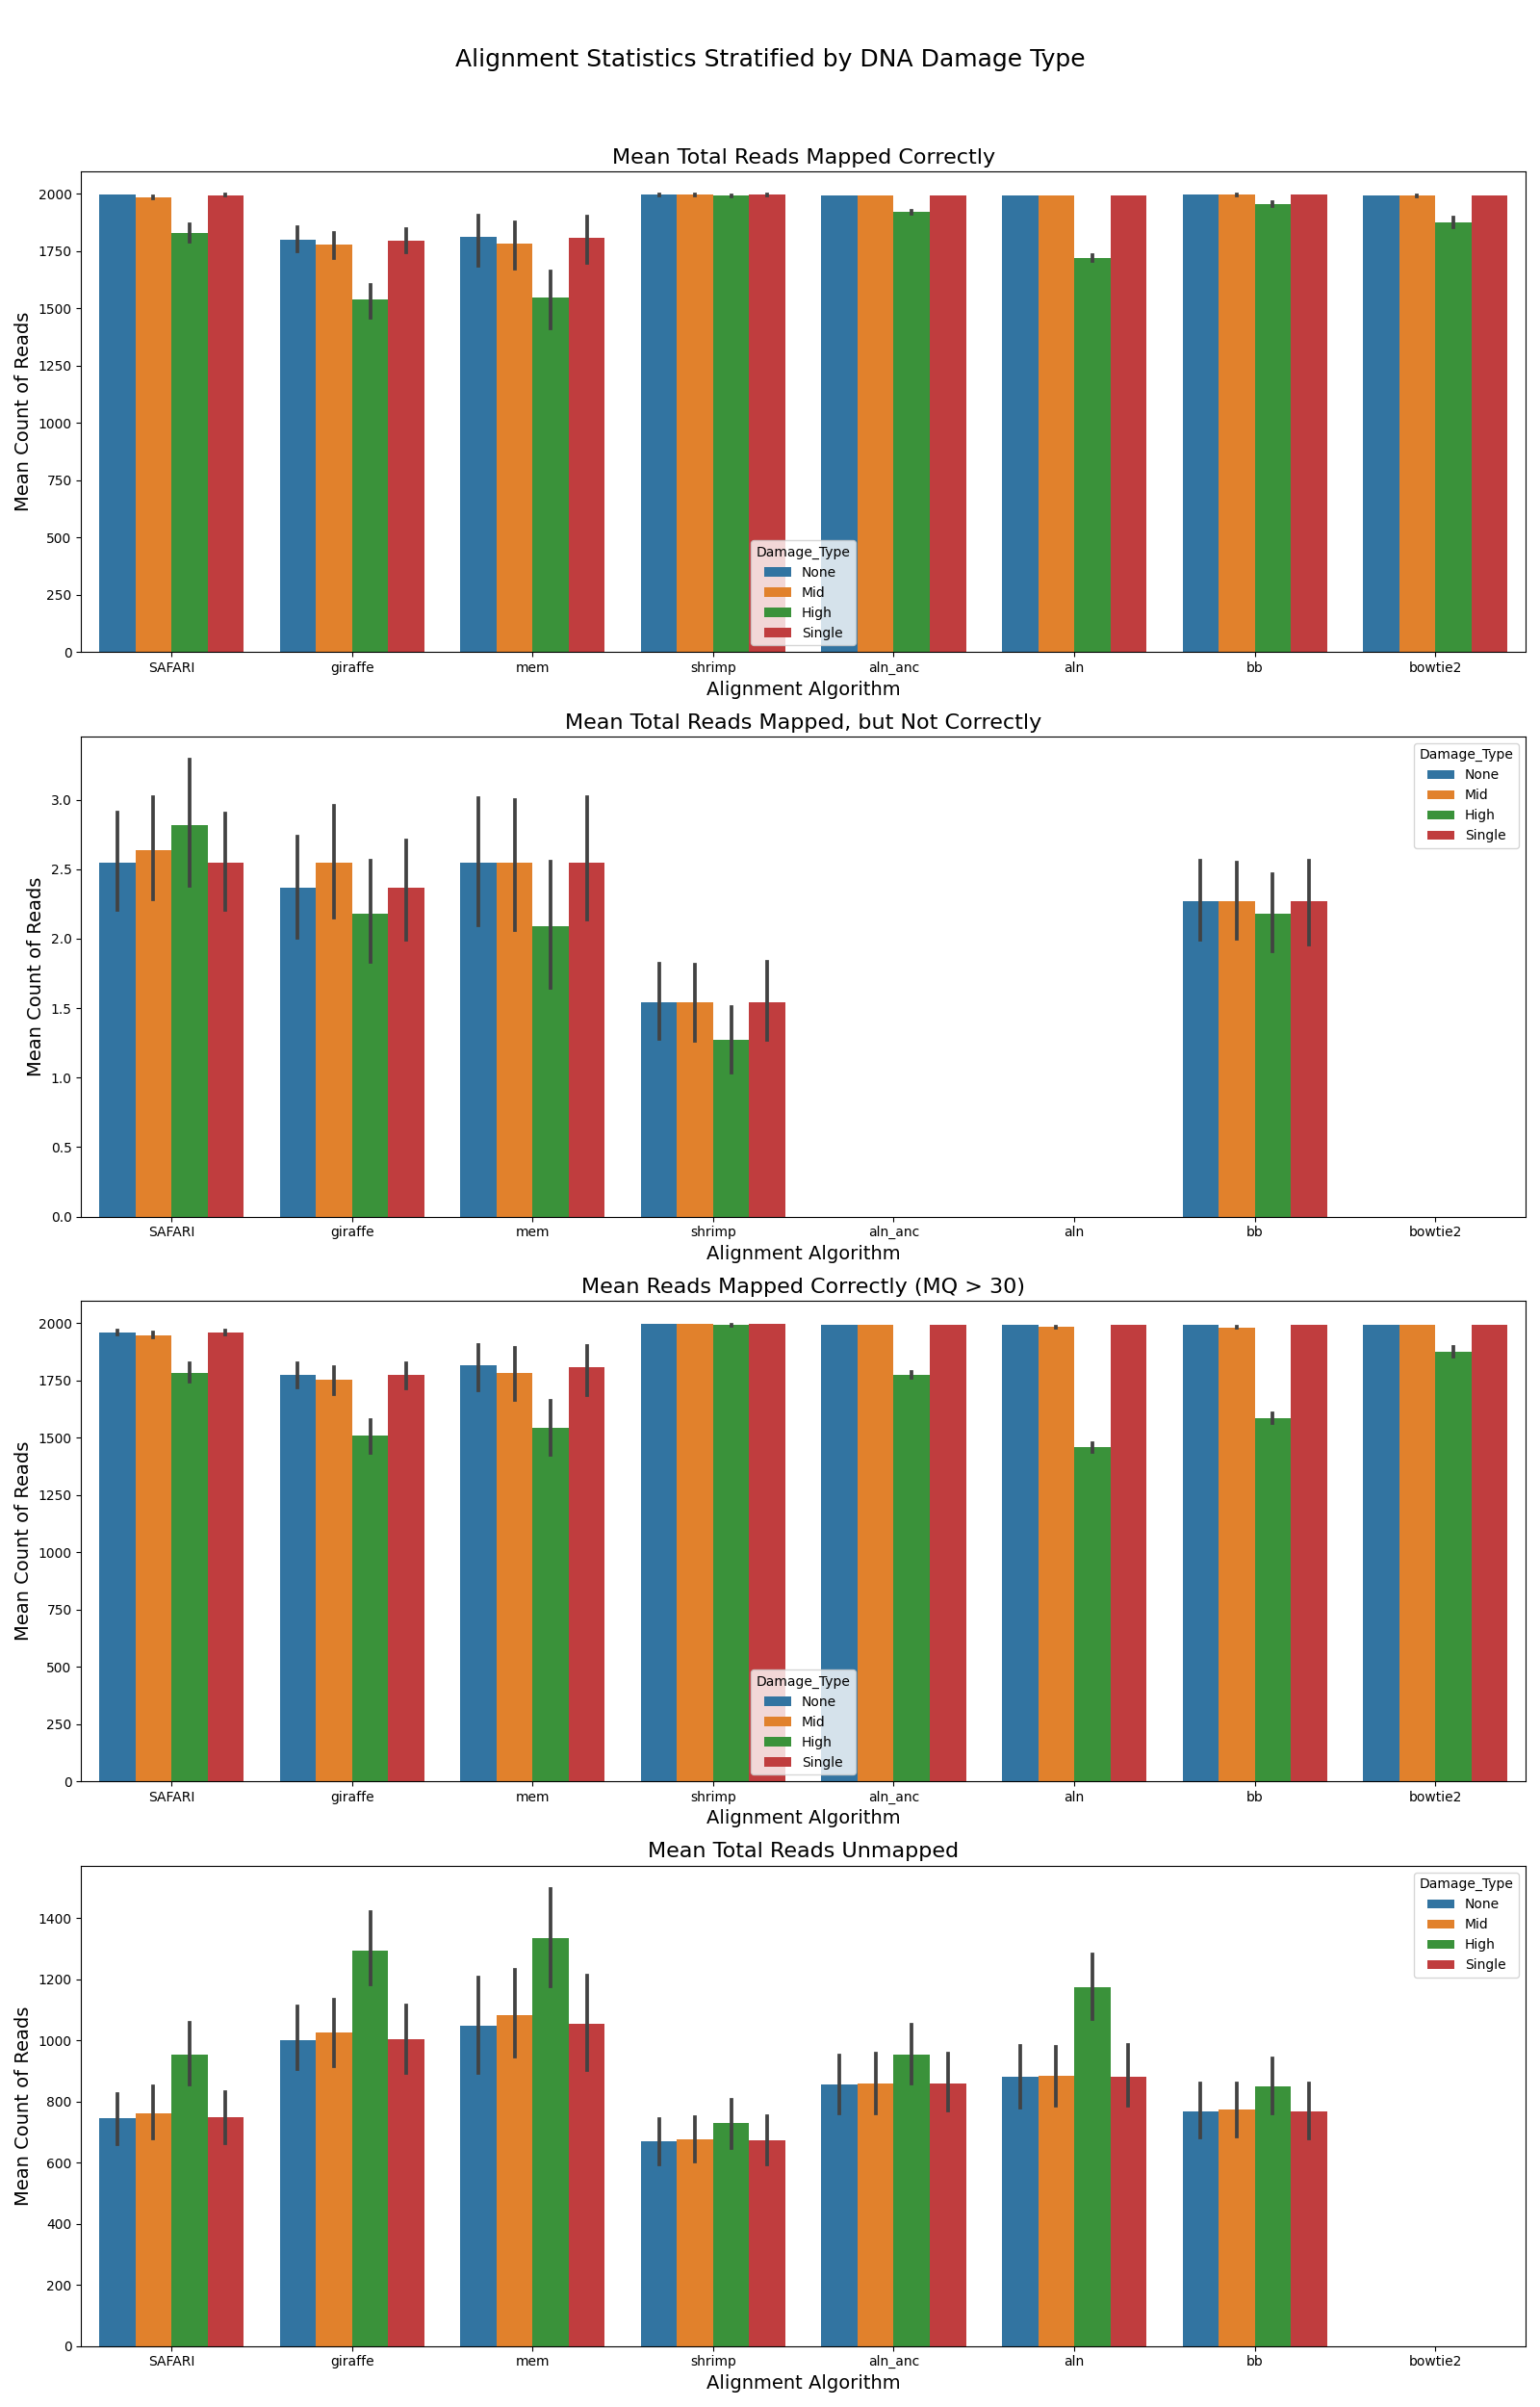 Alignment Statistics Stratified by DNA Damage Type
Mean Total Reads Mapped Correctly
Mean Count of Reads
2000
1750
1500
1250
1000
750
500
250
0
Damage_Type
None
Mid
High
Single
SAFARI giraffe mem shrimp aln_anc aln bb bowtie2
Alignment Algorithm
Mean Total Reads Mapped, but Not Correctly
Mean Count of Reads
3.0
2.5
2.0
1.5
1.0
0.5
0.0
Damage_Type
None
Mid
High
Single
SAFARI giraffe mem shrimp aln_anc aln bb bowtie2
Alignment Algorithm
Mean Reads Mapped Correctly (MQ > 30)
Mean Count of Reads
2000
1750
1500
1250
1000
750
500
250
0
Damage_Type
None
Mid
High
Single
SAFARI giraffe mem shrimp aln_anc aln bb bowtie2
Alignment Algorithm
Mean Total Reads Unmapped
Mean Count of Reads
1400
1200
1000
800
600
400
200
0
Damage_Type
None
Mid
High
Single
SAFARI giraffe mem shrimp aln_anc aln bb bowtie2
Alignment Algorithm